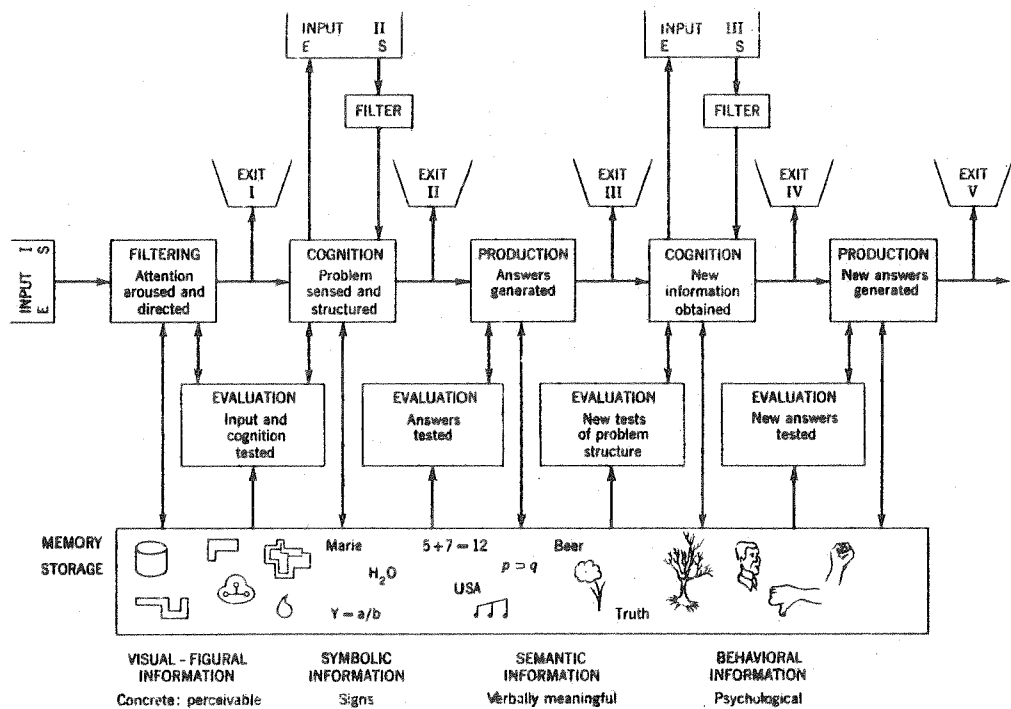 INPUT II
E S
INPUT III
E S
FILTER
FILTER
EXIT
I
EXIT
II
EXIT
III
EXIT
IV
EXIT
V
INPUT I
E S
FILTERING
Attention
aroused and
directed
COGNITION
Problem
sensed and
structured
PRODUCTION
Answers
generated
COGNITION
New
information
obtained
PRODUCTION
New answers
generated
EVALUATION
Input and
cognition
tested
EVALUATION
Answers
tested
EVALUATION
New tests
of problem
structure
EVALUATION
New answers
tested
MEMORY
STORAGE
Marie
5 + 7 = 12
Beer
H₂O
p ⊃ q
USA
Y = a/b
Truth
VISUAL - FIGURAL
INFORMATION
Concrete: perceivable
SYMBOLIC
INFORMATION
Signs
SEMANTIC
INFORMATION
Verbally meaningful
BEHAVIORAL
INFORMATION
Psychological